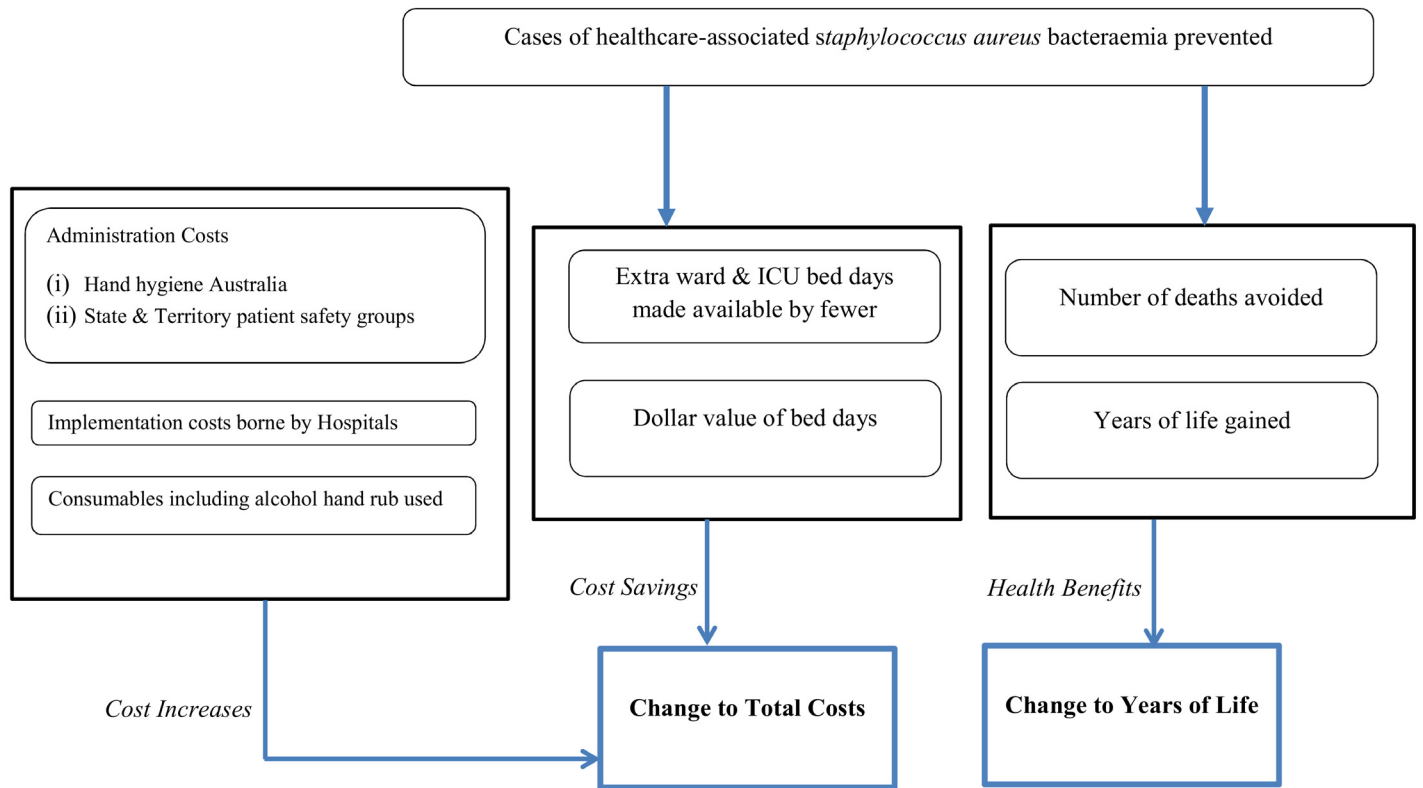 Cases of healthcare-associated staphylococcus aureus bacteraemia prevented
Administration Costs
(i) Hand hygiene Australia
(ii) State & Territory patient safety groups
Implementation costs borne by Hospitals
Consumables including alcohol hand rub used
Extra ward & ICU bed days
made available by fewer
Dollar value of bed days
Number of deaths avoided
Years of life gained
Cost Savings
Health Benefits
Cost Increases
Change to Total Costs
Change to Years of Life